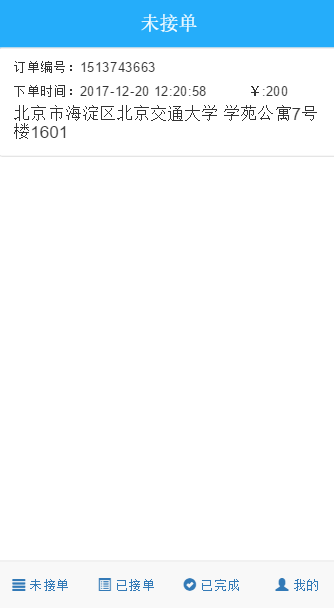 未接单
订单编号：1513743663
下单时间：2017-12-20 12:20:58 ￥:200
北京市海淀区北京交通大学 学苑公寓7号
楼1601
未接单 已接单 已完成 我的